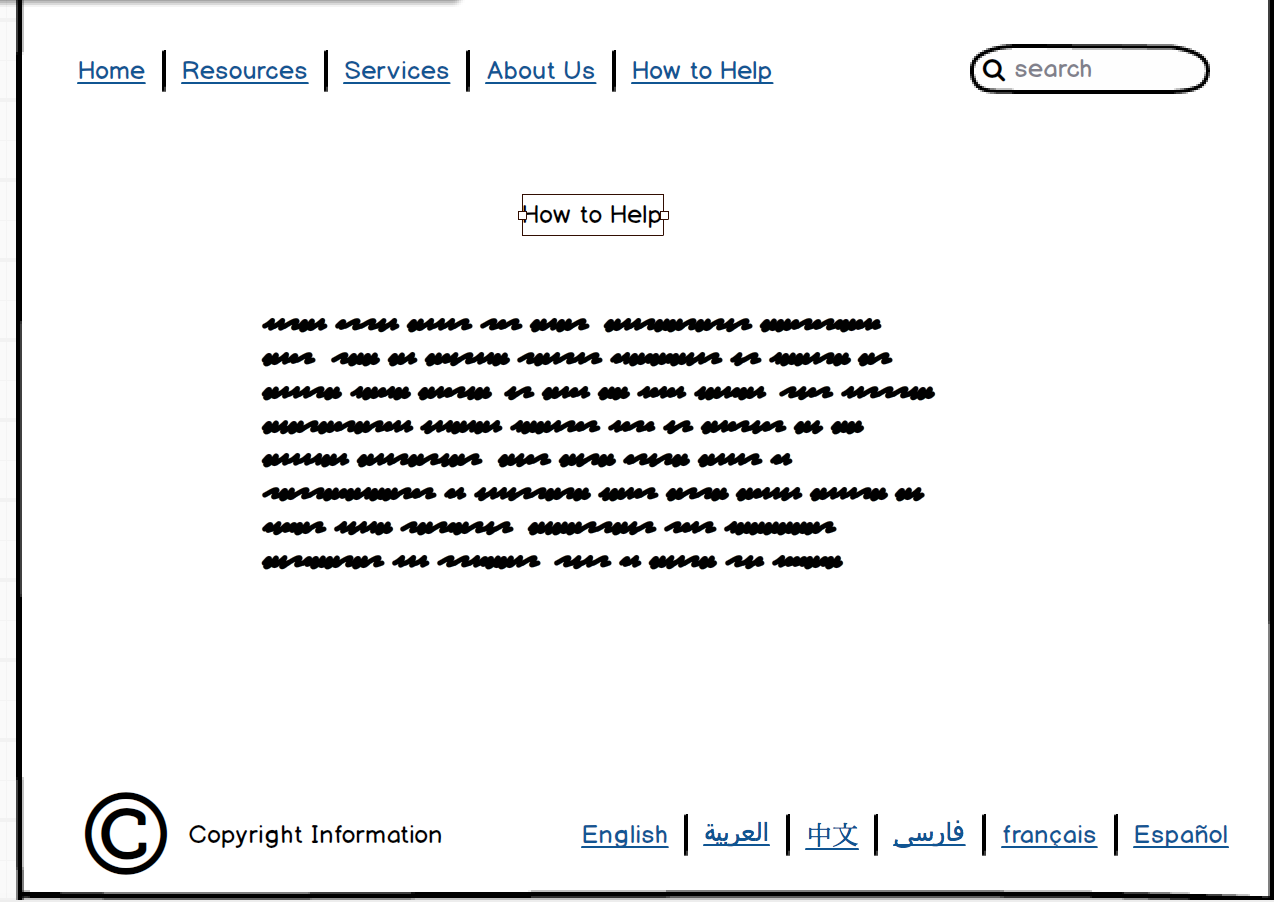 Home Resources Services About Us How to Help search
How to Help
© Copyright Information English العربية 中文 فارسی français Español